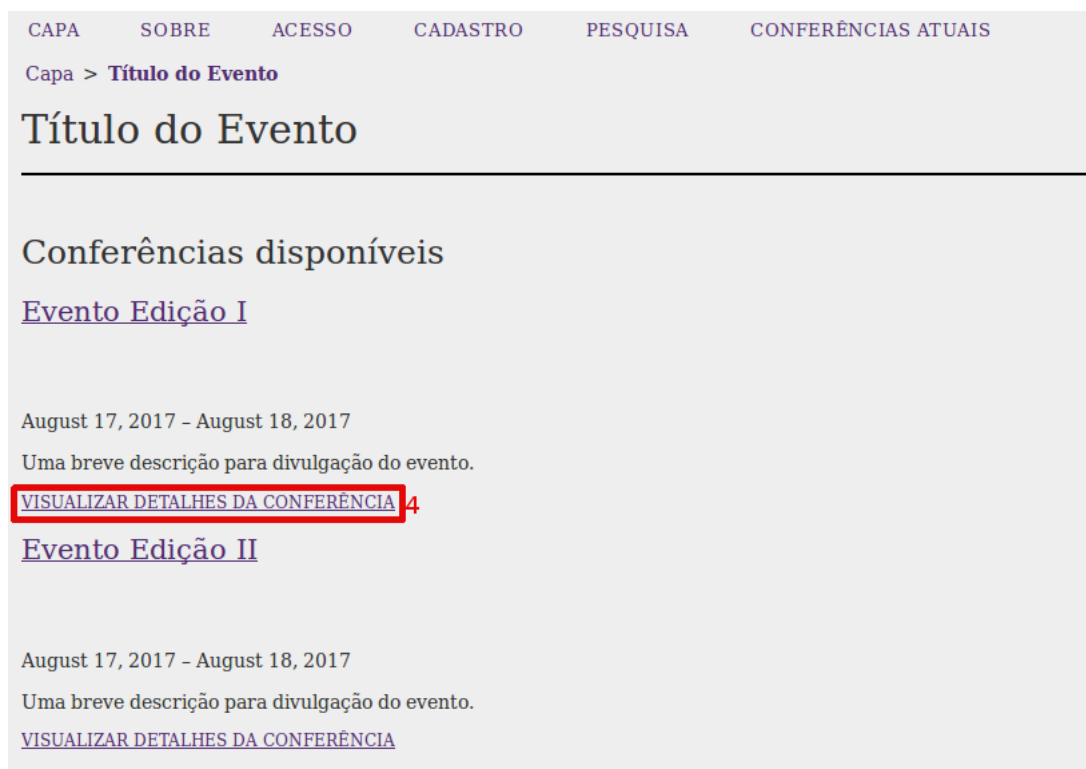 CAPA SOBRE ACESSO CADASTRO PESQUISA CONFERÊNCIAS ATUAIS
Capa > Título do Evento
Título do Evento
Conferências disponíveis
Evento Edição I
August 17, 2017 – August 18, 2017
Uma breve descrição para divulgação do evento.
VISUALIZAR DETALHES DA CONFERÊNCIA 4
Evento Edição II
August 17, 2017 – August 18, 2017
Uma breve descrição para divulgação do evento.
VISUALIZAR DETALHES DA CONFERÊNCIA